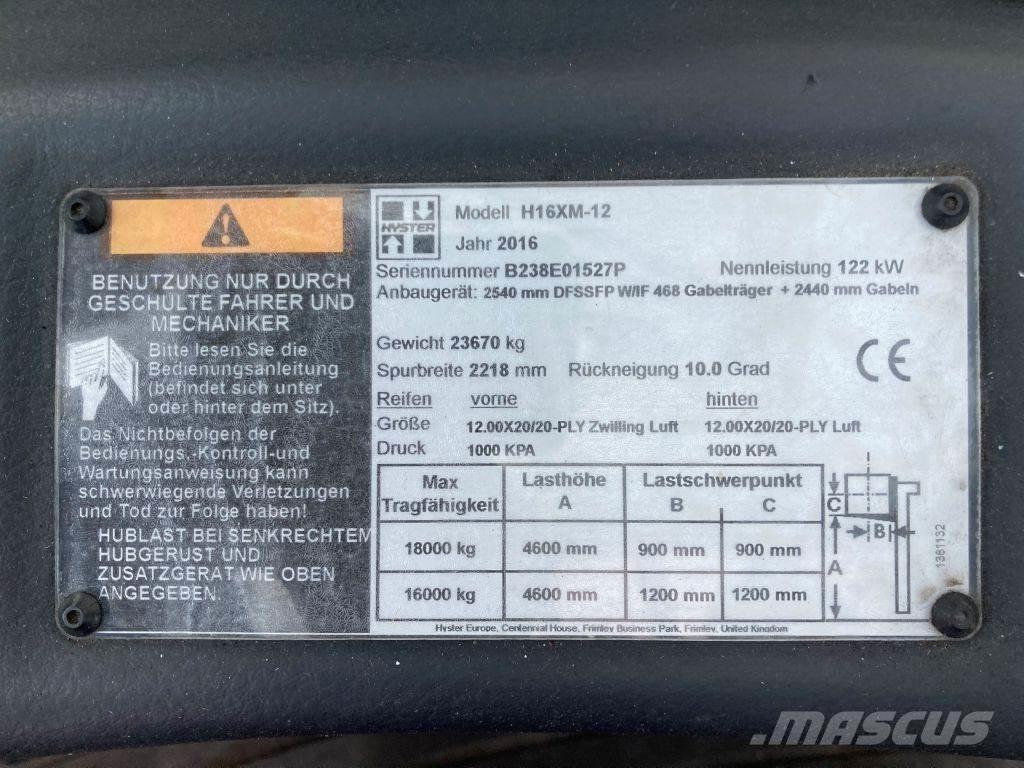 BENUTZUNG NUR DURCH
GESCHULTE FAHRER UND
MECHANIKER
Bitte lesen Sie die
Bedienungsanleitung
(befindet sich unter
oder hinter dem Sitz).
Das Nichtbefolgen der
Bedienungs.-Kontroll-und
Wartungsanweisung kann
schwerwiegende Verletzungen
und Tod zur Folge haben!
HUBLAST BEI SENKRECHTEM
HUBGERUST UND
ZUSATZGERAT WIE OBEN
ANGEGEBEN.
HYSTER
Modell H16XM-12
Jahr 2016
Seriennummer B238E01527P Nennleistung 122 kW
Anbaugerät: 2540 mm DFSSFP W/IF 468 Gabelträger + 2440 mm Gabeln
Gewicht 23670 kg
Spurbreite 2218 mm Rückneigung 10.0 Grad
CE
Reifen vorne hinten
Größe 12.00X20/20-PLY Zwilling Luft 12.00X20/20-PLY Luft
Druck 1000 KPA 1000 KPA
Max Lasthöhe Lastschwerpunkt
Tragfähigkeit A B C
18000 kg 4600 mm 900 mm 900 mm
16000 kg 4600 mm 1200 mm 1200 mm
C
B
A
1361132
Hyster Europe, Centennial House, Frimley Business Park, Frimley, United Kingdom
MASCUS